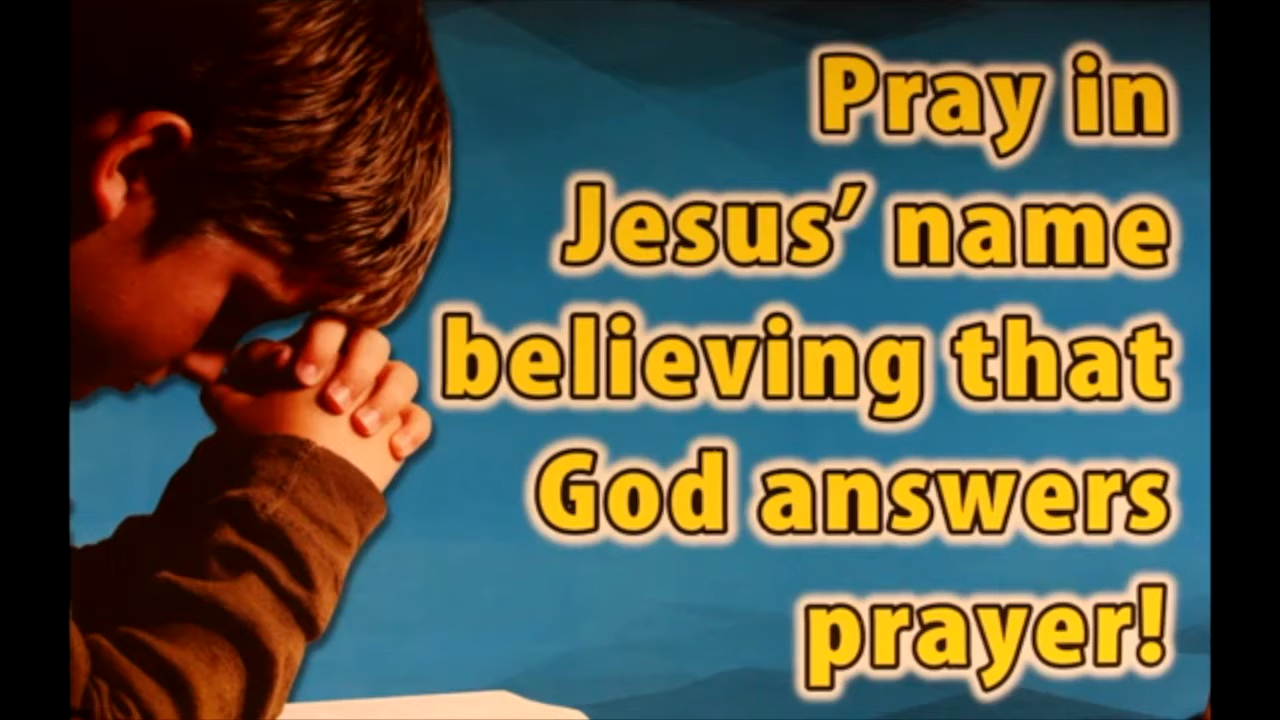 Pray in
Jesus’ name
believing that
God answers
prayer!